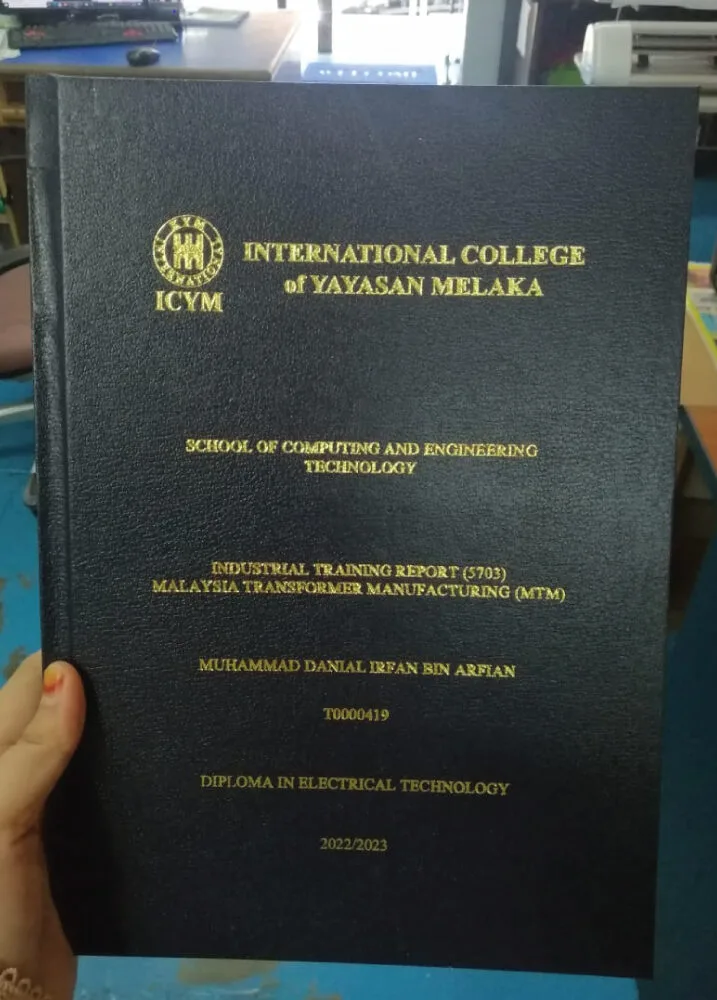 INTERNATIONAL COLLEGE
of YAYASAN MELAKA
ICYM
SCHOOL OF COMPUTING AND ENGINEERING
TECHNOLOGY
INDUSTRIAL TRAINING REPORT (5703)
MALAYSIA TRANSFORMER MANUFACTURING (MTM)
MUHAMMAD DANIAL IRFAN BIN ARFIAN
T0000419
DIPLOMA IN ELECTRICAL TECHNOLOGY
2022/2023